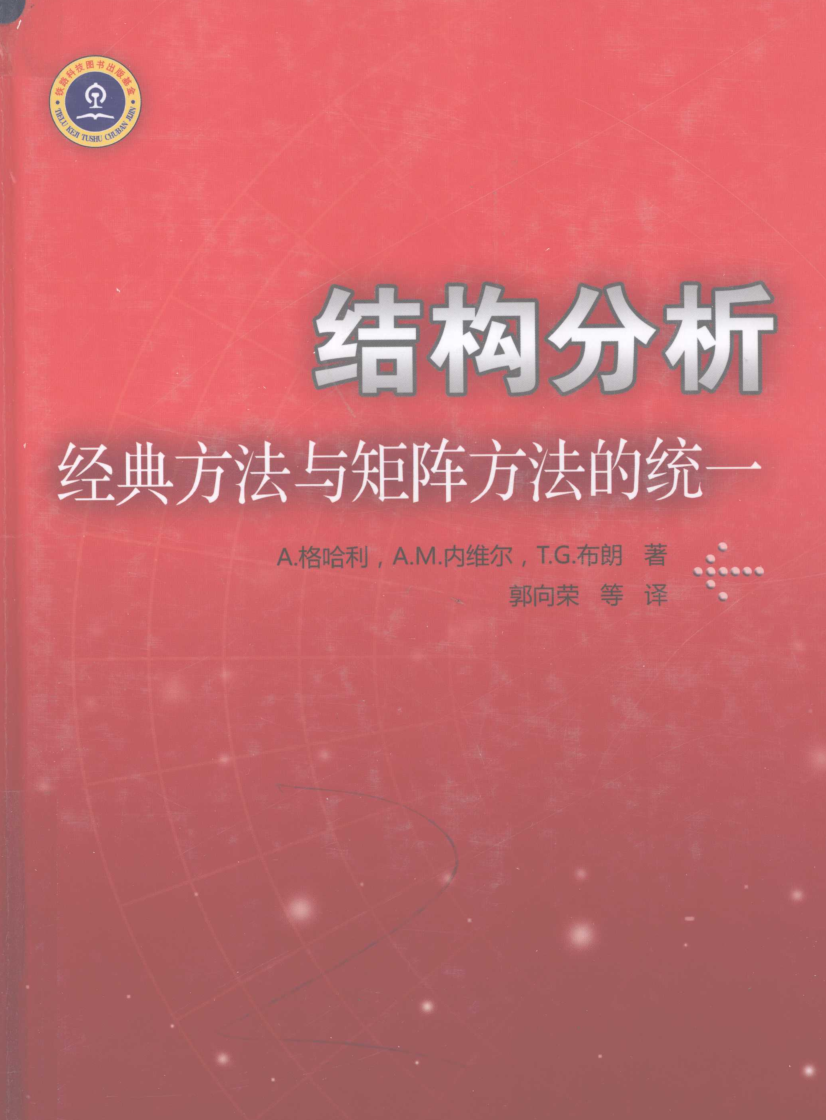 铁路科技图书出版基金
TIELU KEJI TUSHU CHUBAN JIJIN
结构分析
经典方法与矩阵方法的统一
A.格哈利，A.M.内维尔，T.G.布朗 著
郭向荣 等 译